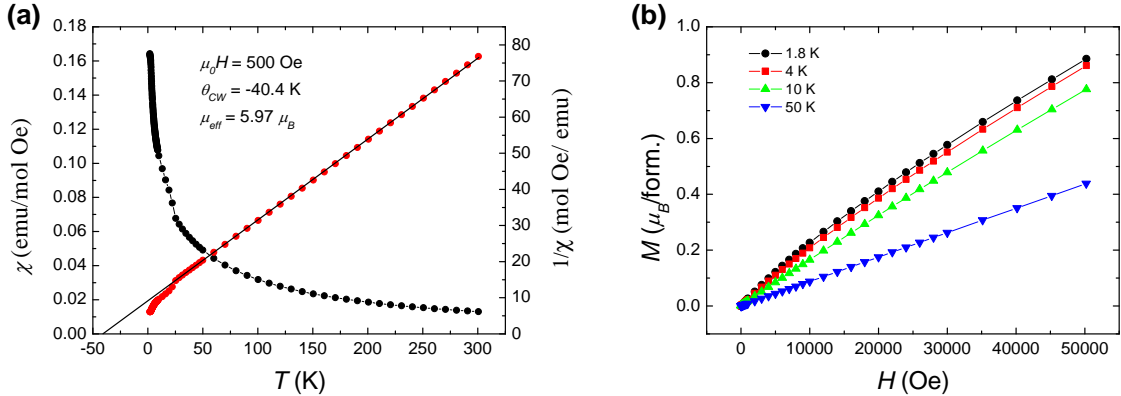 (a)
0.18
0.16
0.14
0.12
0.10
0.08
0.06
0.04
0.02
0.00
χ (emu/mol Oe)
μ₀H = 500 Oe
θCW = -40.4 K
μeff = 5.97 μB
80
70
60
50
40
30
20
10
0
1/χ (mol Oe/ emu)
-50 0 50 100 150 200 250 300
T (K)
(b)
1.0
0.8
0.6
0.4
0.2
0.0
M (μB/form.)
1.8 K
4 K
10 K
50 K
0 10000 20000 30000 40000 50000
H (Oe)